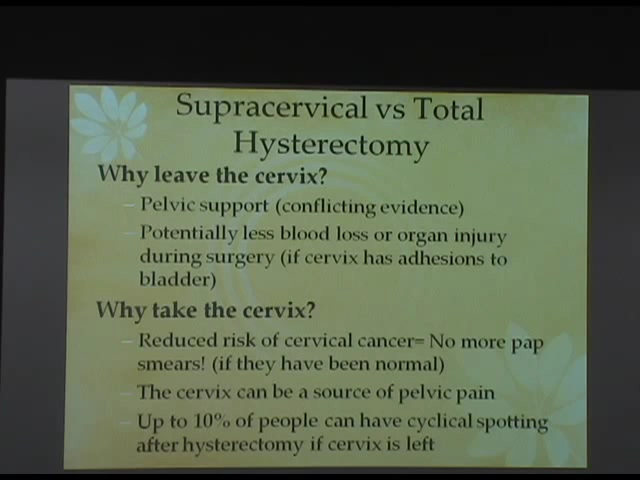 Supracervical vs Total
Hysterectomy
Why leave the cervix?
– Pelvic support (conflicting evidence)
– Potentially less blood loss or organ injury
during surgery (if cervix has adhesions to
bladder)
Why take the cervix?
– Reduced risk of cervical cancer= No more pap
smears! (if they have been normal)
– The cervix can be a source of pelvic pain
– Up to 10% of people can have cyclical spotting
after hysterectomy if cervix is left